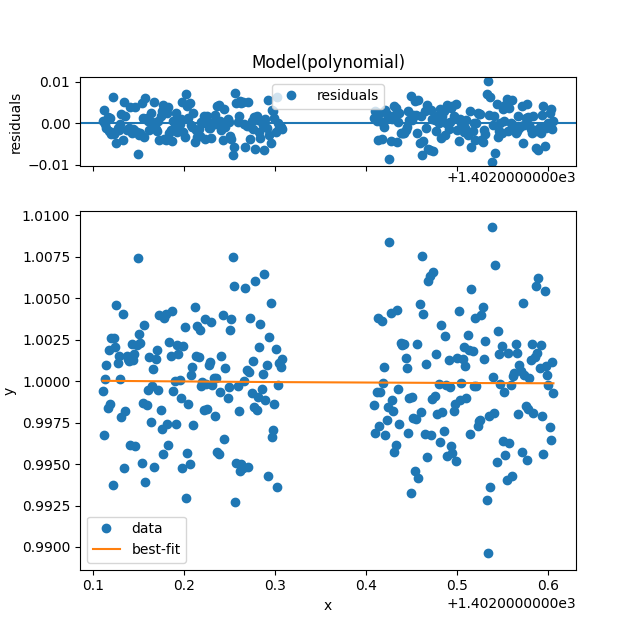 Model(polynomial)
0.01
0.00
−0.01
residuals
residuals
+1.4020000000e3
1.0100
1.0075
1.0050
1.0025
1.0000
0.9975
0.9950
0.9925
0.9900
y
data
best-fit
0.1 0.2 0.3 0.4 0.5 0.6
x
+1.4020000000e3